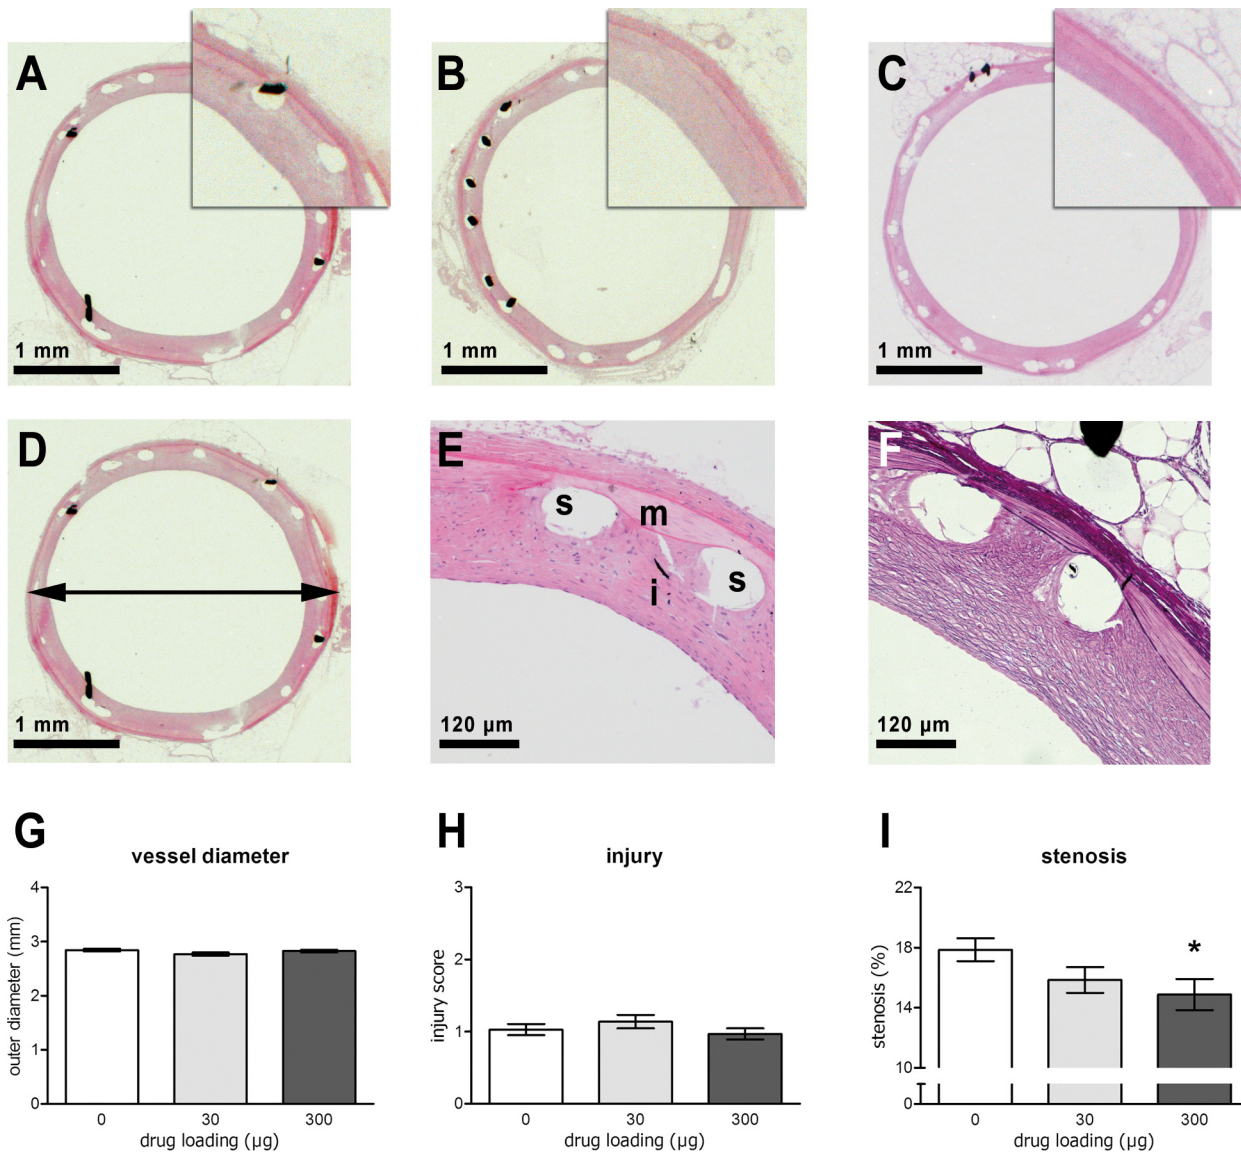 A
B
C
1 mm
1 mm
1 mm
D
E
F
s
m
s
i
1 mm
120 µm
120 µm
G
H
I
vessel diameter
injury
stenosis
outer diameter (mm)
4
3
2
1
0
0
30
300
drug loading (µg)
injury score
3
2
1
0
0
30
300
drug loading (µg)
stenosis (%)
22
18
14
10
0
*
0
30
300
drug loading (µg)